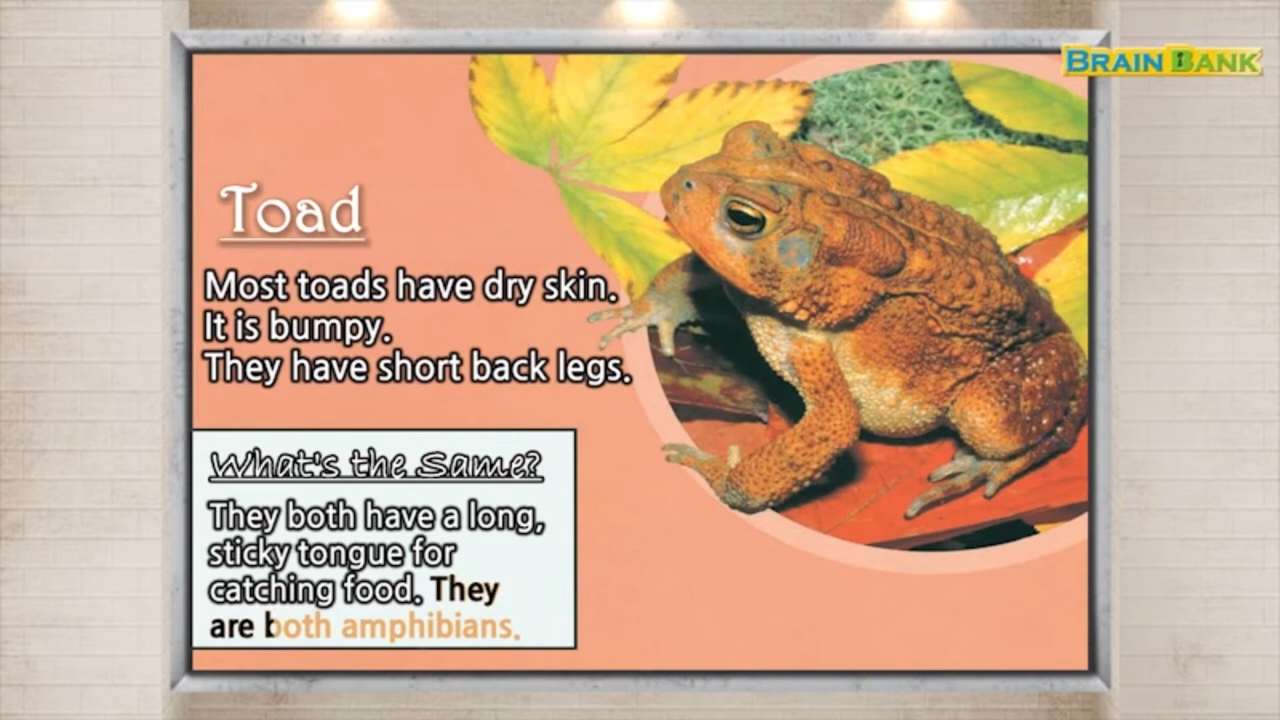 BRAIN BANK
Toad
Most toads have dry skin.
It is bumpy.
They have short back legs.
What's the Same?
They both have a long,
sticky tongue for
catching food. They
are both amphibians.